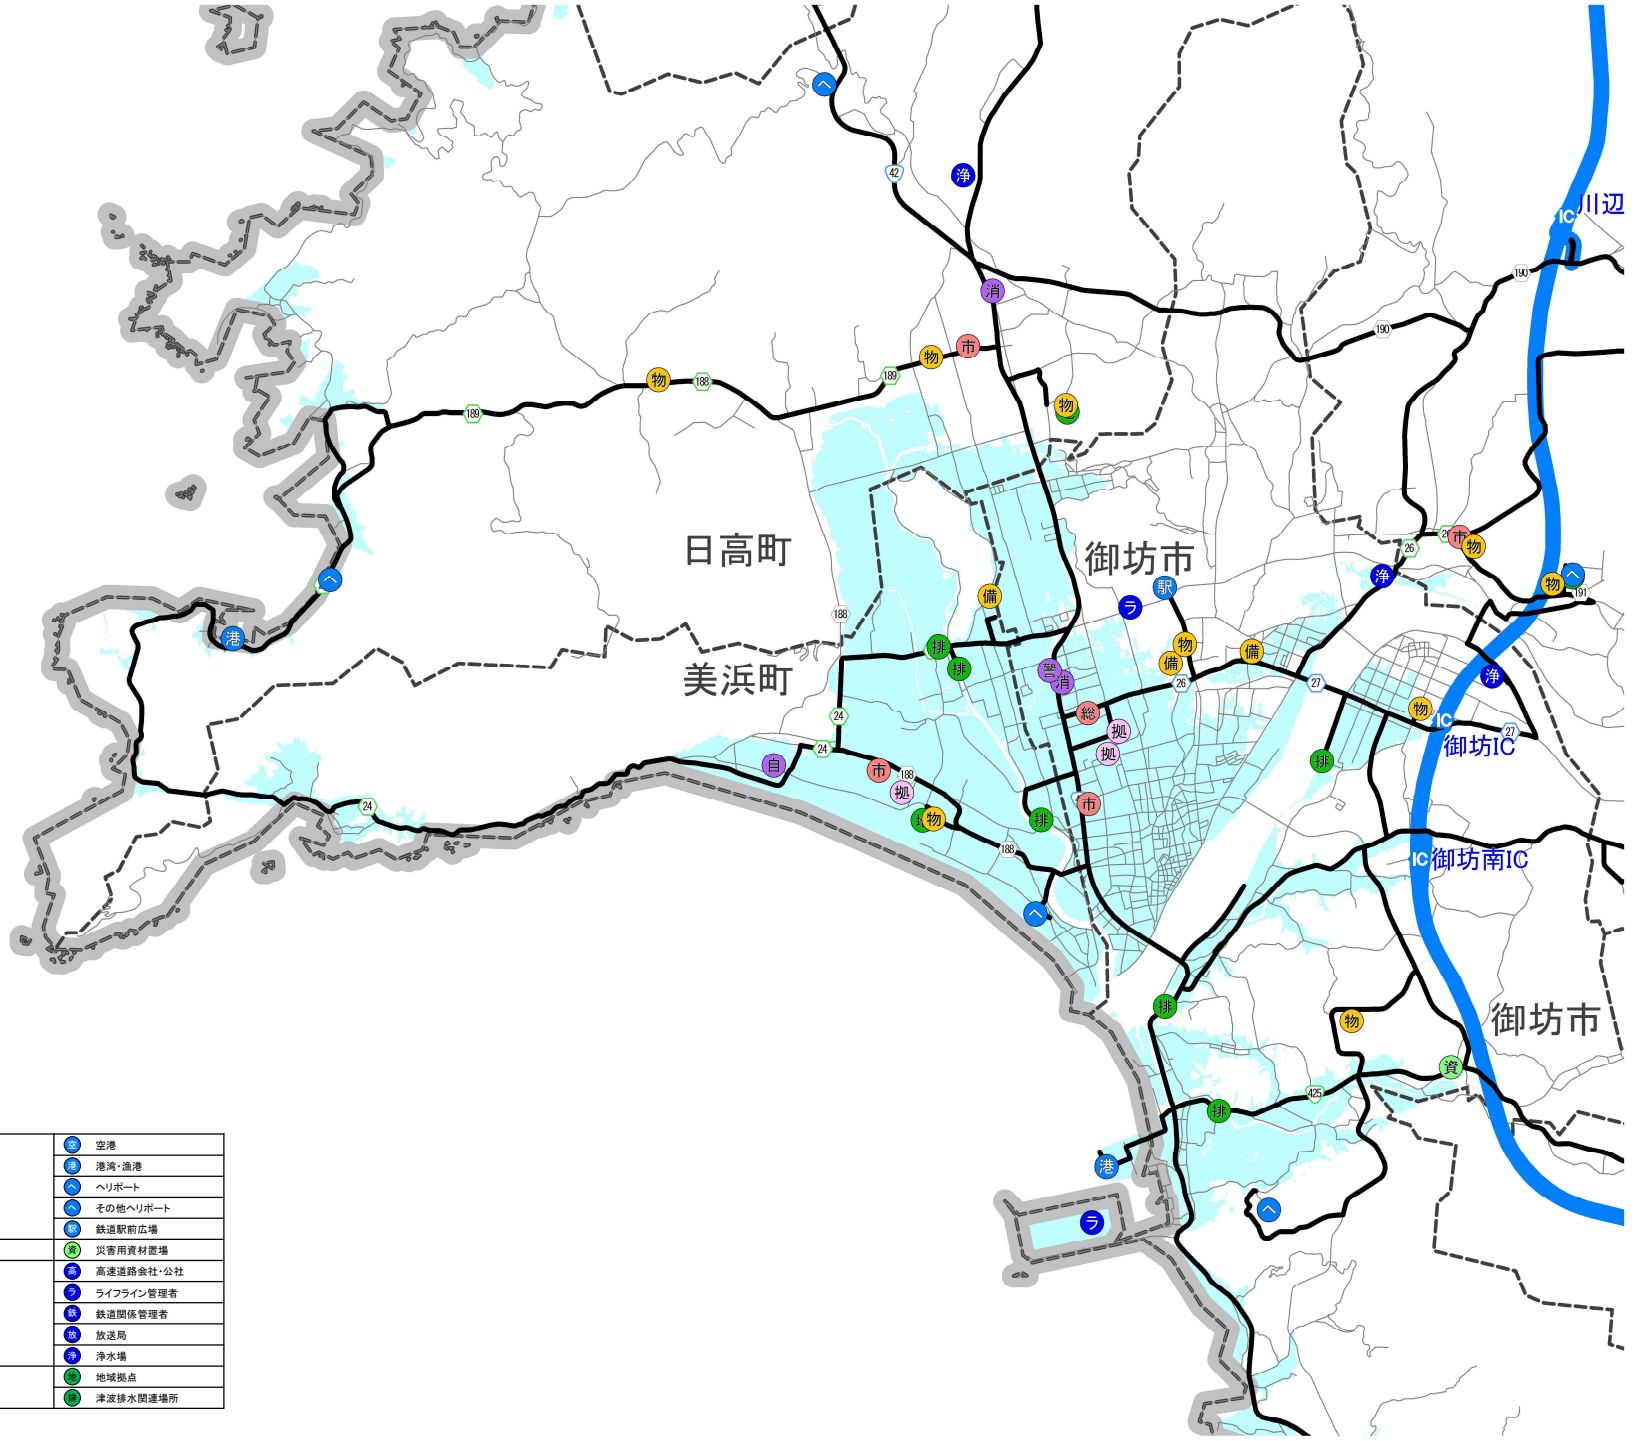 ヘ
42
浄
川辺
IC
190
消
190
市
物
189
物
188
物
189
26
市
物
26
日高町
御坊市
浄
ヘ
物
191
駅
備
ラ
188
ヘ
港
排
物
備
備
排
警
消
美浜町
26
27
浄
総
物
24
拠
IC
27
御坊IC
24
拠
排
自
市
188
拠
市
24
物
排
188
IC
御坊南IC
ヘ
排
物
御坊市
資
425
排
港
ヘ
ラ
空 空港
港 港湾・漁港
ヘ ヘリポート
ヘ その他ヘリポート
駅 鉄道駅前広場
資 災害用資材置場
高 高速道路会社・公社
ラ ライフライン管理者
鉄 鉄道関係管理者
放 放送局
浄 浄水場
地 地域拠点
排 津波排水関連場所